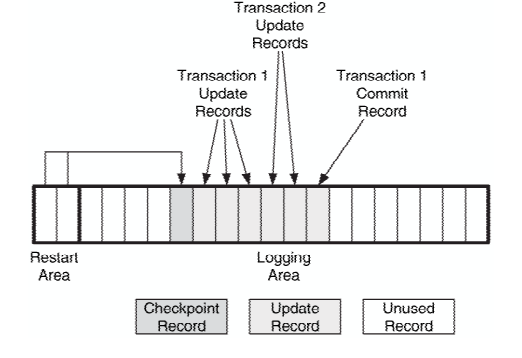 Transaction 2
Update
Records
Transaction 1
Update
Records
Transaction 1
Commit
Record
Restart
Area
Logging
Area
Checkpoint
Record
Update
Record
Unused
Record